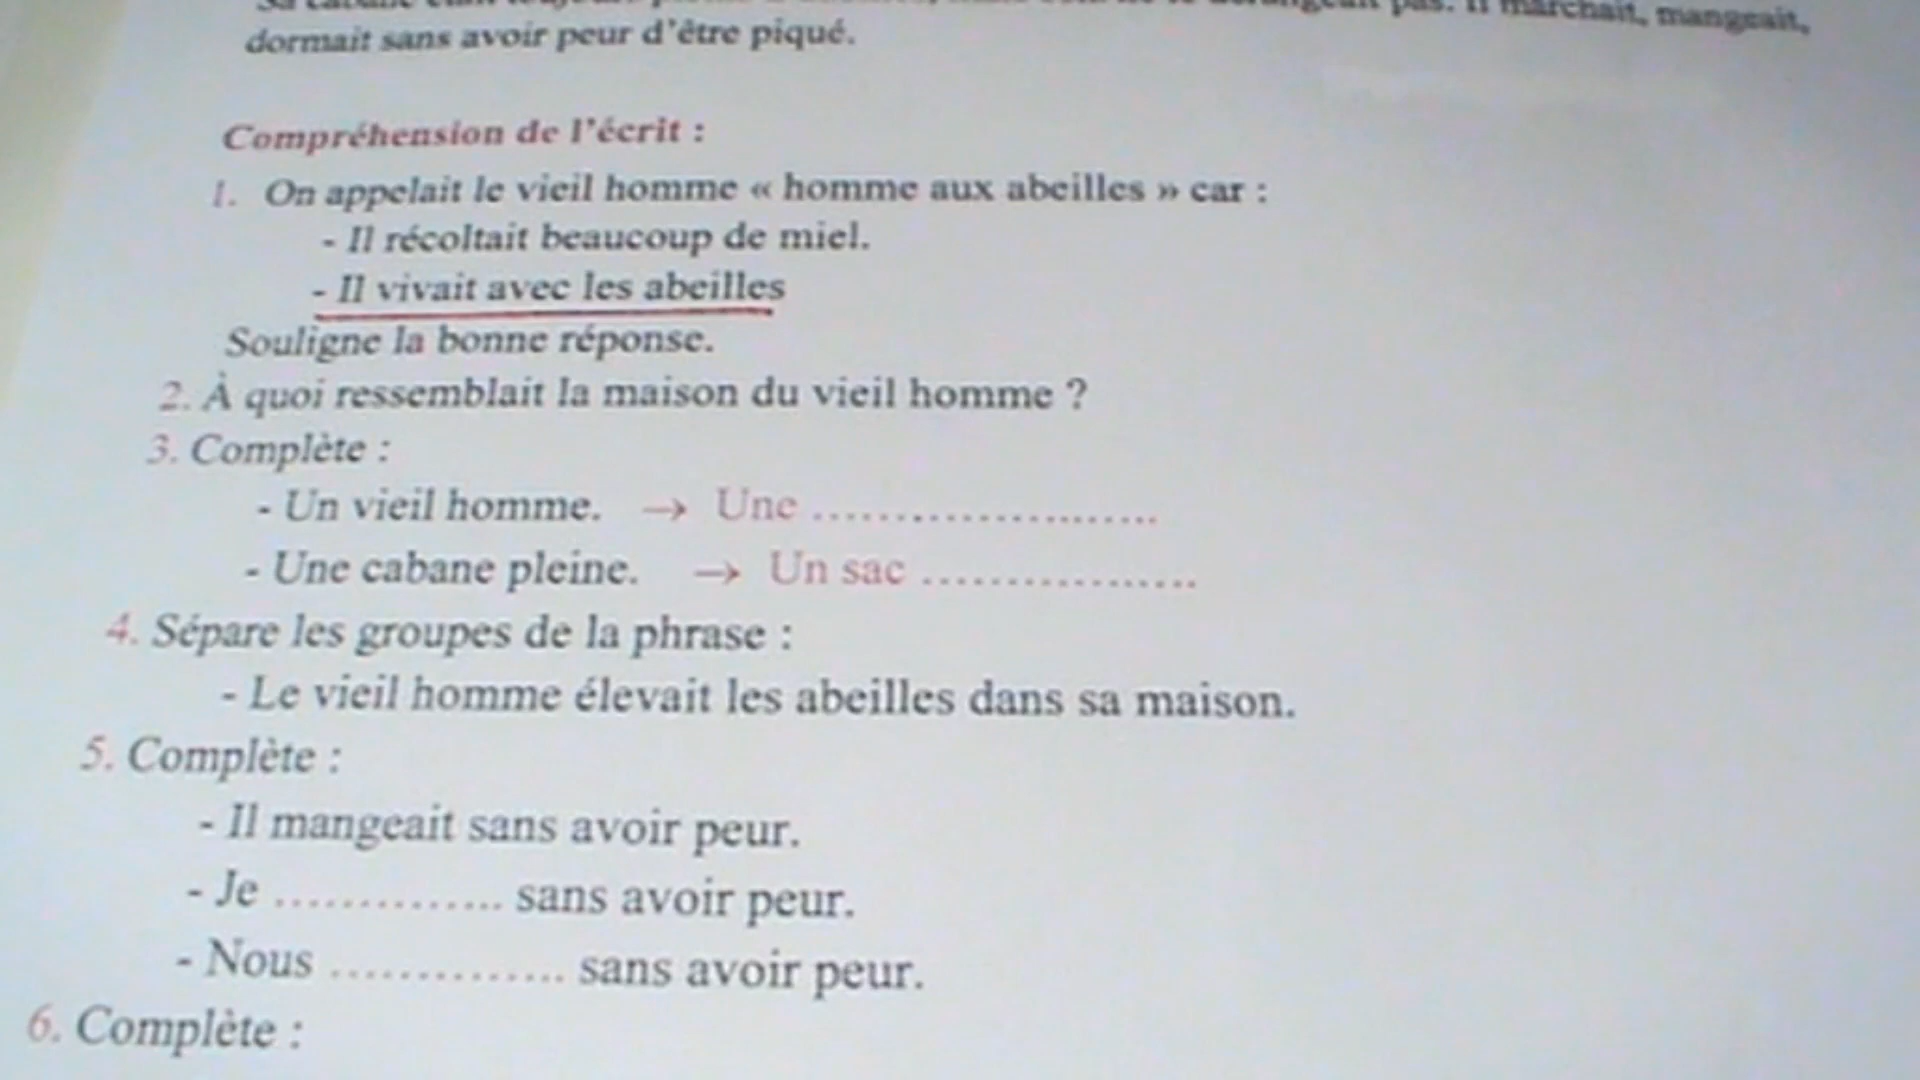 pas. Il marchait, mangeait,
dormait sans avoir peur d'être piqué.
Compréhension de l'écrit :
1. On appelait le vieil homme « homme aux abeilles » car :
- Il récoltait beaucoup de miel.
- Il vivait avec les abeilles
Souligne la bonne réponse.
2. À quoi ressemblait la maison du vieil homme ?
3. Complète :
- Un vieil homme. → Une ........................
- Une cabane pleine. → Un sac ...................
4. Sépare les groupes de la phrase :
- Le vieil homme élevait les abeilles dans sa maison.
5. Complète :
- Il mangeait sans avoir peur.
- Je .............. sans avoir peur.
- Nous .............. sans avoir peur.
6. Complète :